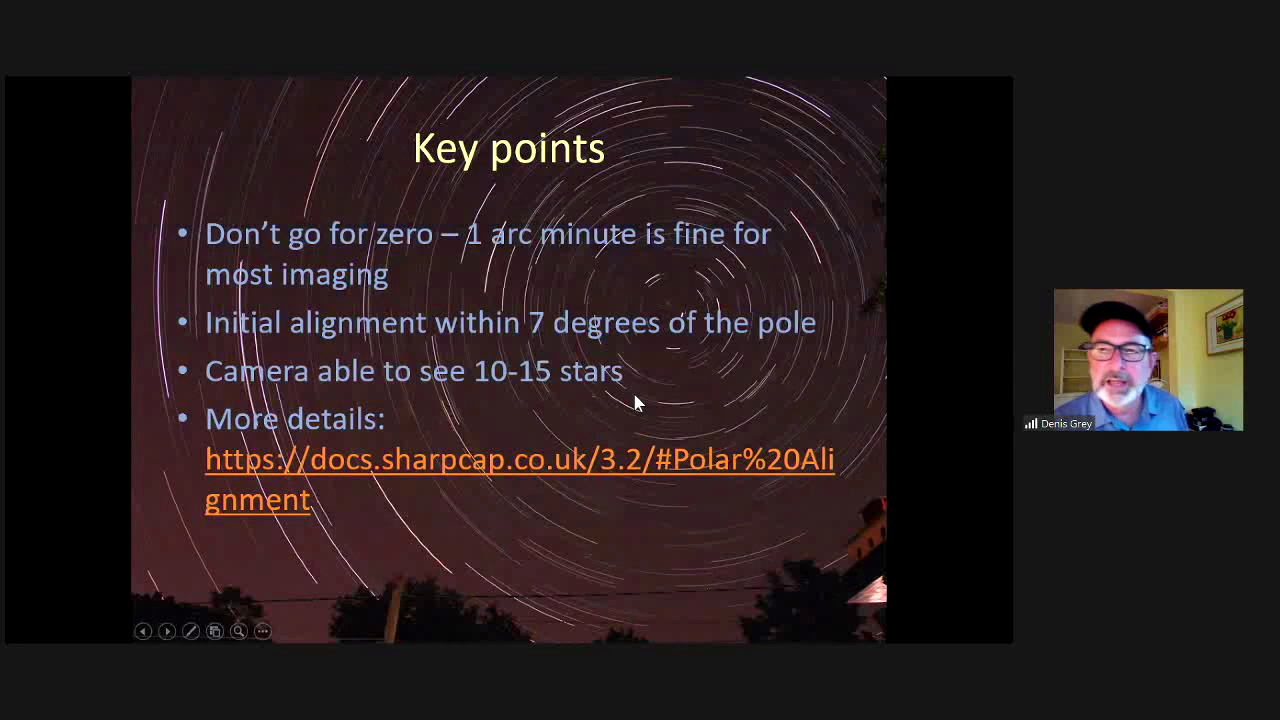 Key points
• Don't go for zero – 1 arc minute is fine for
most imaging
• Initial alignment within 7 degrees of the pole
• Camera able to see 10-15 stars
• More details:
https://docs.sharpcap.co.uk/3.2/#Polar%20Ali
gnment
Denis Grey